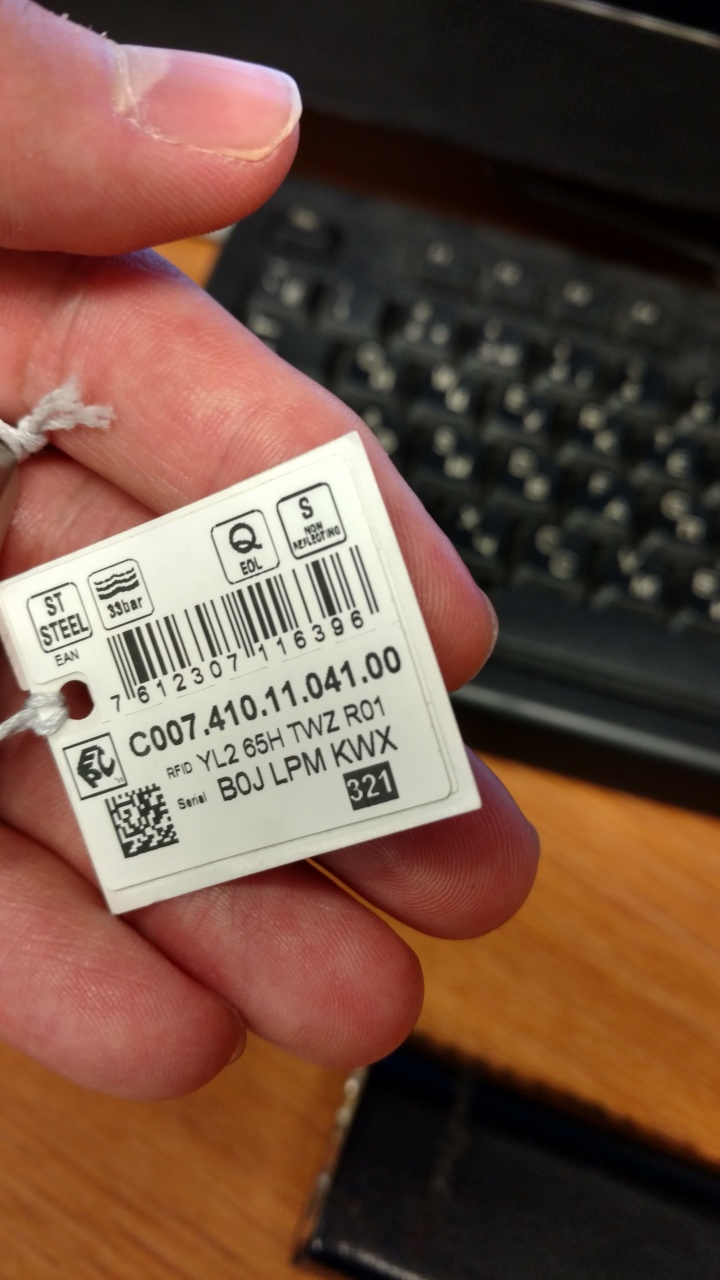 ST STEEL
33bar
Q
EOL
S
NON
REFLECTING
EAN
7 612307 116396
C007.410.11.041.00
RFID YL2 65H TWZ R01
Serial B0J LPM KWX
321